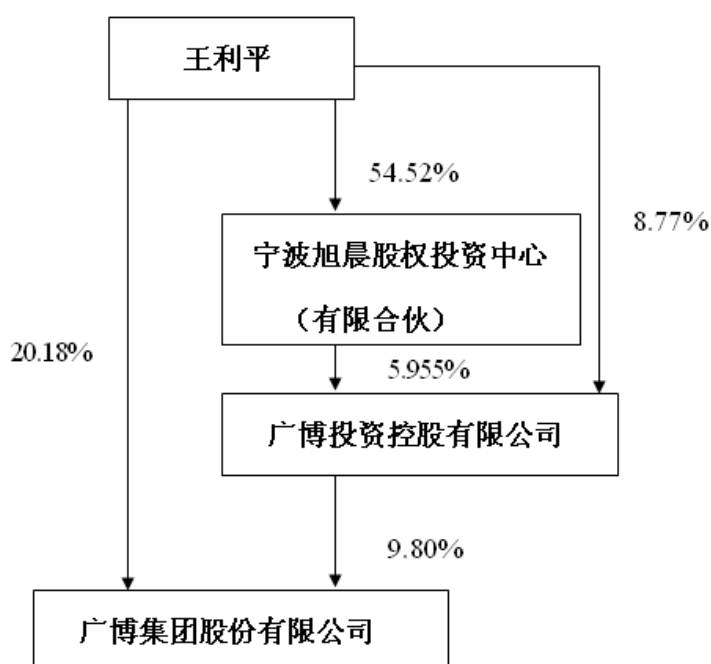 王利平
54.52%
8.77%
宁波旭晨股权投资中心
（有限合伙）
20.18%
5.955%
广博投资控股有限公司
9.80%
广博集团股份有限公司